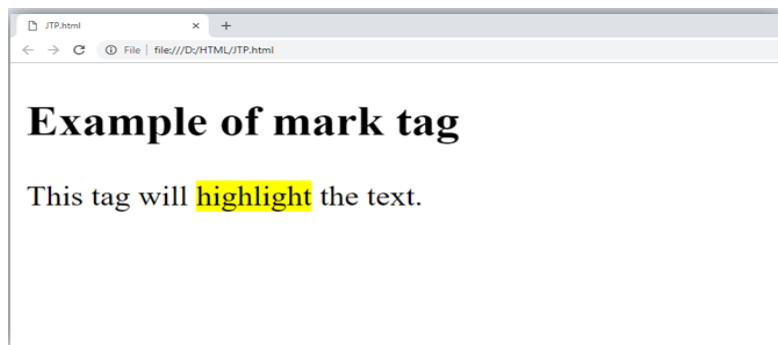 JTP.html
File | file:///D:/HTML/JTP.html
Example of mark tag
This tag will highlight the text.